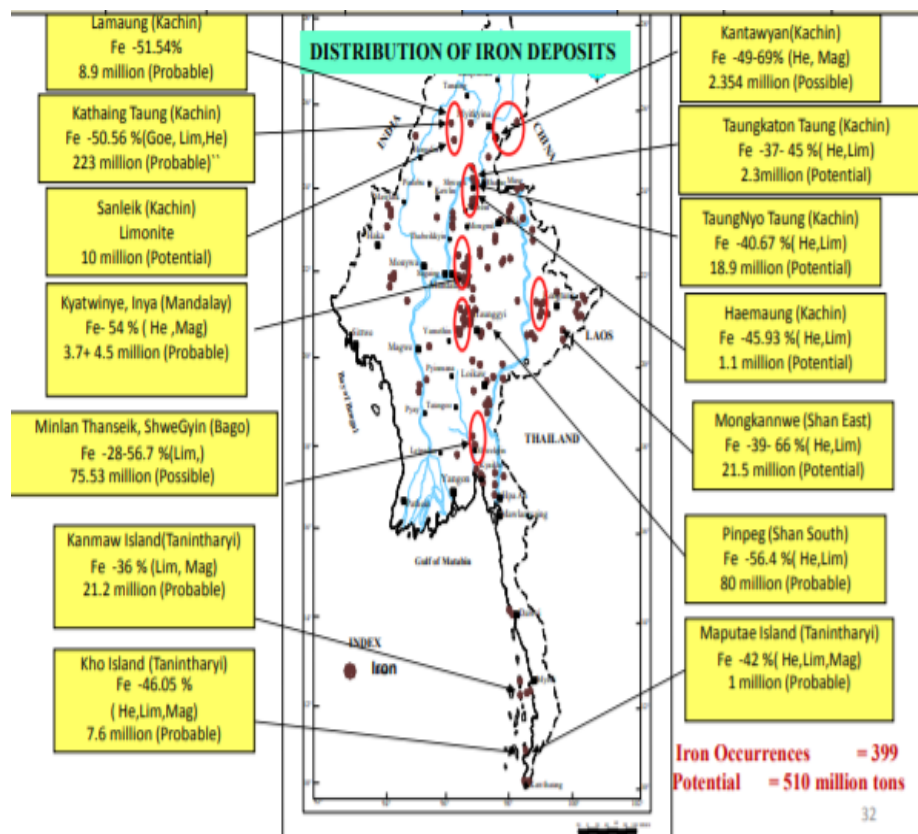 DISTRIBUTION OF IRON DEPOSITS
Lamaung (Kachin)
Fe -51.54%
8.9 million (Probable)
Kathaing Taung (Kachin)
Fe -50.56 %(Goe, Lim,He)
223 million (Probable)``
Sanleik (Kachin)
Limonite
10 million (Potential)
Kyatwinye, Inya (Mandalay)
Fe- 54 % ( He ,Mag)
3.7+ 4.5 million (Probable)
Minlan Thanseik, ShweGyin (Bago)
Fe -28-56.7 %(Lim,)
75.53 million (Possible)
Kanmaw Island(Tanintharyi)
Fe -36 % (Lim, Mag)
21.2 million (Probable)
Kho Island (Tanintharyi)
Fe -46.05 %
( He,Lim,Mag)
7.6 million (Probable)
INDIA
CHINA
Monywa
Magwe
Taunggyi
LAOS
Loikaw
Pyay
THAILAND
Yangon
Gulf of Matabin
INDEX
Iron
Kantawyan(Kachin)
Fe -49-69% (He, Mag)
2.354 million (Possible)
Taungkaton Taung (Kachin)
Fe -37- 45 %( He,Lim)
2.3million (Potential)
TaungNyo Taung (Kachin)
Fe -40.67 %( He,Lim)
18.9 million (Potential)
Haemaung (Kachin)
Fe -45.93 %( He,Lim)
1.1 million (Potential)
Mongkannwe (Shan East)
Fe -39- 66 %( He,Lim)
21.5 million (Potential)
Pinpeg (Shan South)
Fe -56.4 %( He,Lim)
80 million (Probable)
Maputae Island (Tanintharyi)
Fe -42 %( He,Lim,Mag)
1 million (Probable)
Iron Occurrences = 399
Potential = 510 million tons
32